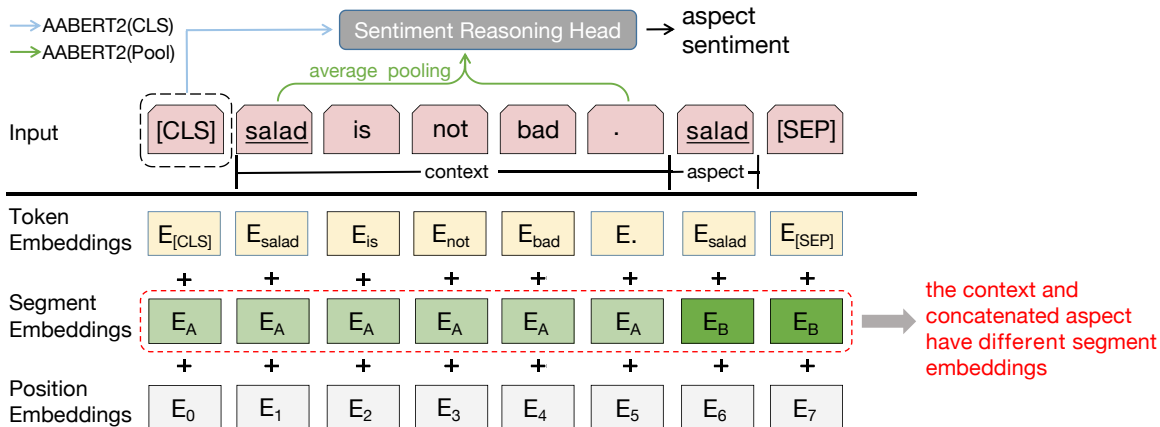 AABERT2(CLS)
AABERT2(Pool)
Sentiment Reasoning Head
aspect
sentiment
average pooling
Input
[CLS] salad is not bad . salad [SEP]
context aspect
Token
Embeddings
E[CLS] Esalad Eis Enot Ebad E. Esalad E[SEP]
+ + + + + + + +
Segment
Embeddings
EA EA EA EA EA EA EB EB
the context and
concatenated aspect
have different segment
embeddings
+ + + + + + + +
Position
Embeddings
E0 E1 E2 E3 E4 E5 E6 E7